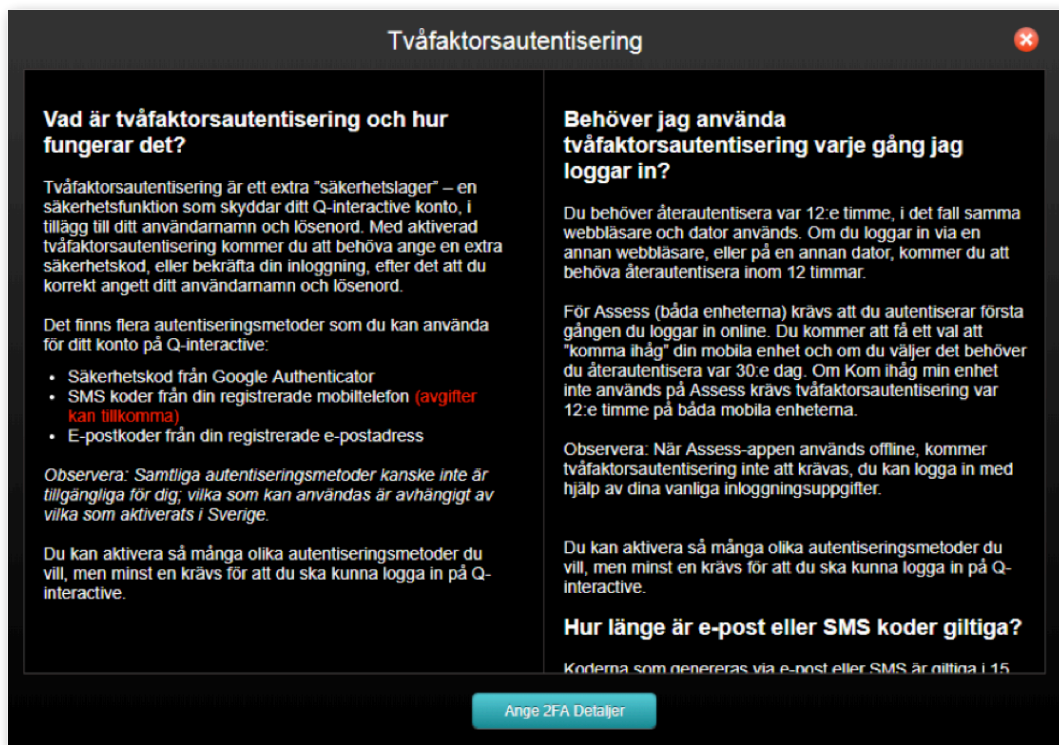 Tvåfaktorsautentisering
Vad är tvåfaktorsautentisering och hur
fungerar det?
Tvåfaktorsautentisering är ett extra "säkerhetslager" – en
säkerhetsfunktion som skyddar ditt Q-interactive konto, i
tillägg till ditt användarnamn och lösenord. Med aktiverad
tvåfaktorsautentisering kommer du att behöva ange en extra
säkerhetskod, eller bekräfta din inloggning, efter det att du
korrekt angett ditt användarnamn och lösenord.
Det finns flera autentiseringsmetoder som du kan använda
för ditt konto på Q-interactive:
• Säkerhetskod från Google Authenticator
• SMS koder från din registrerade mobiltelefon (avgifter
kan tillkomma)
• E-postkoder från din registrerade e-postadress
Observera: Samtliga autentiseringsmetoder kanske inte är
tillgängliga för dig; vilka som kan användas är avhängigt av
vilka som aktiverats i Sverige.
Du kan aktivera så många olika autentiseringsmetoder du
vill, men minst en krävs för att du ska kunna logga in på Q-
interactive.
Behöver jag använda
tvåfaktorsautentisering varje gång jag
loggar in?
Du behöver återautentisera var 12:e timme, i det fall samma
webbläsare och dator används. Om du loggar in via en
annan webbläsare, eller på en annan dator, kommer du att
behöva återautentisera inom 12 timmar.
För Assess (båda enheterna) krävs att du autentiserar första
gången du loggar in online. Du kommer att få ett val att
"komma ihåg" din mobila enhet och om du väljer det behöver
du återautentisera var 30:e dag. Om Kom ihåg min enhet
inte används på Assess krävs tvåfaktorsautentisering var
12:e timme på båda mobila enheterna.
Observera: När Assess-appen används offline, kommer
tvåfaktorsautentisering inte att krävas, du kan logga in med
hjälp av dina vanliga inloggningsuppgifter.
Du kan aktivera så många olika autentiseringsmetoder du
vill, men minst en krävs för att du ska kunna logga in på Q-
interactive.
Hur länge är e-post eller SMS koder giltiga?
Koderna som genereras via e-post eller SMS är giltiga i 15
Ange 2FA Detaljer